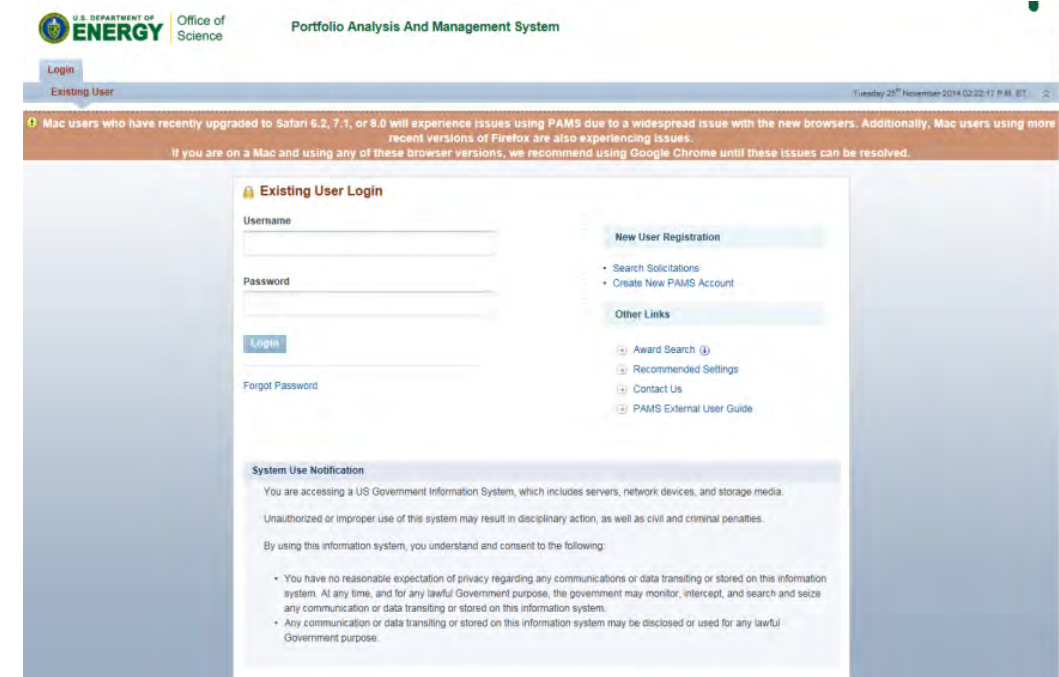 U.S. DEPARTMENT OF
ENERGY
Office of
Science
Portfolio Analysis And Management System
Login
Existing User
Tuesday 25th November 2014 02:22:17 P.M. ET
Mac users who have recently upgraded to Safari 6.2, 7.1, or 8.0 will experience issues using PAMS due to a widespread issue with the new browsers. Additionally, Mac users using more
recent versions of Firefox are also experiencing issues.
If you are on a Mac and using any of these browser versions, we recommend using Google Chrome until these issues can be resolved.
Existing User Login
Username
Password
Login
Forgot Password
New User Registration
• Search Solicitations
• Create New PAMS Account
Other Links
Award Search
Recommended Settings
Contact Us
PAMS External User Guide
System Use Notification
You are accessing a US Government Information System, which includes servers, network devices, and storage media.
Unauthorized or improper use of this system may result in disciplinary action, as well as civil and criminal penalties.
By using this information system, you understand and consent to the following:
• You have no reasonable expectation of privacy regarding any communications or data transiting or stored on this information
system. At any time, and for any lawful Government purpose, the government may monitor, intercept, and search and seize
any communication or data transiting or stored on this information system.
• Any communication or data transiting or stored on this information system may be disclosed or used for any lawful
Government purpose.